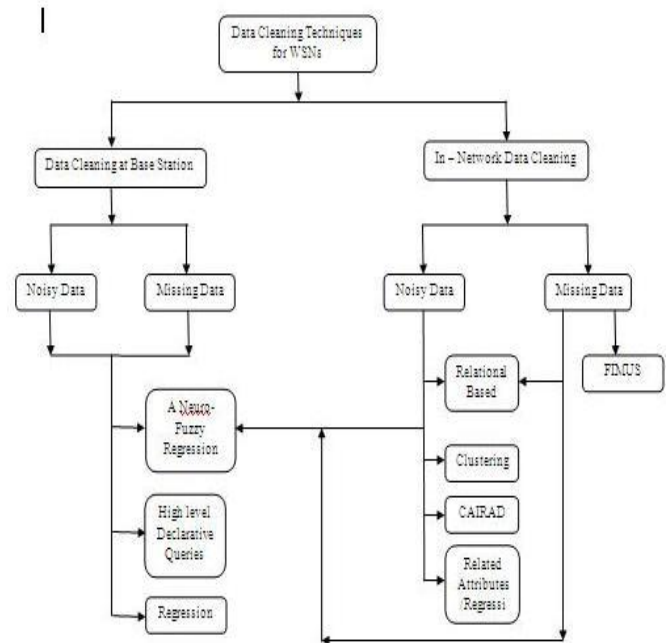 Data Cleaning Techniques
for WSNs
Data Cleaning at Base Station
In – Network Data Cleaning
Noisy Data
Missing Data
Noisy Data
Missing Data
FIMUS
Relational
Based
A Neuro-
Fuzzy
Regression
Clustering
High level
Declarative
Queries
CAIRAD
Related
Attributes
/Regressi
Regression